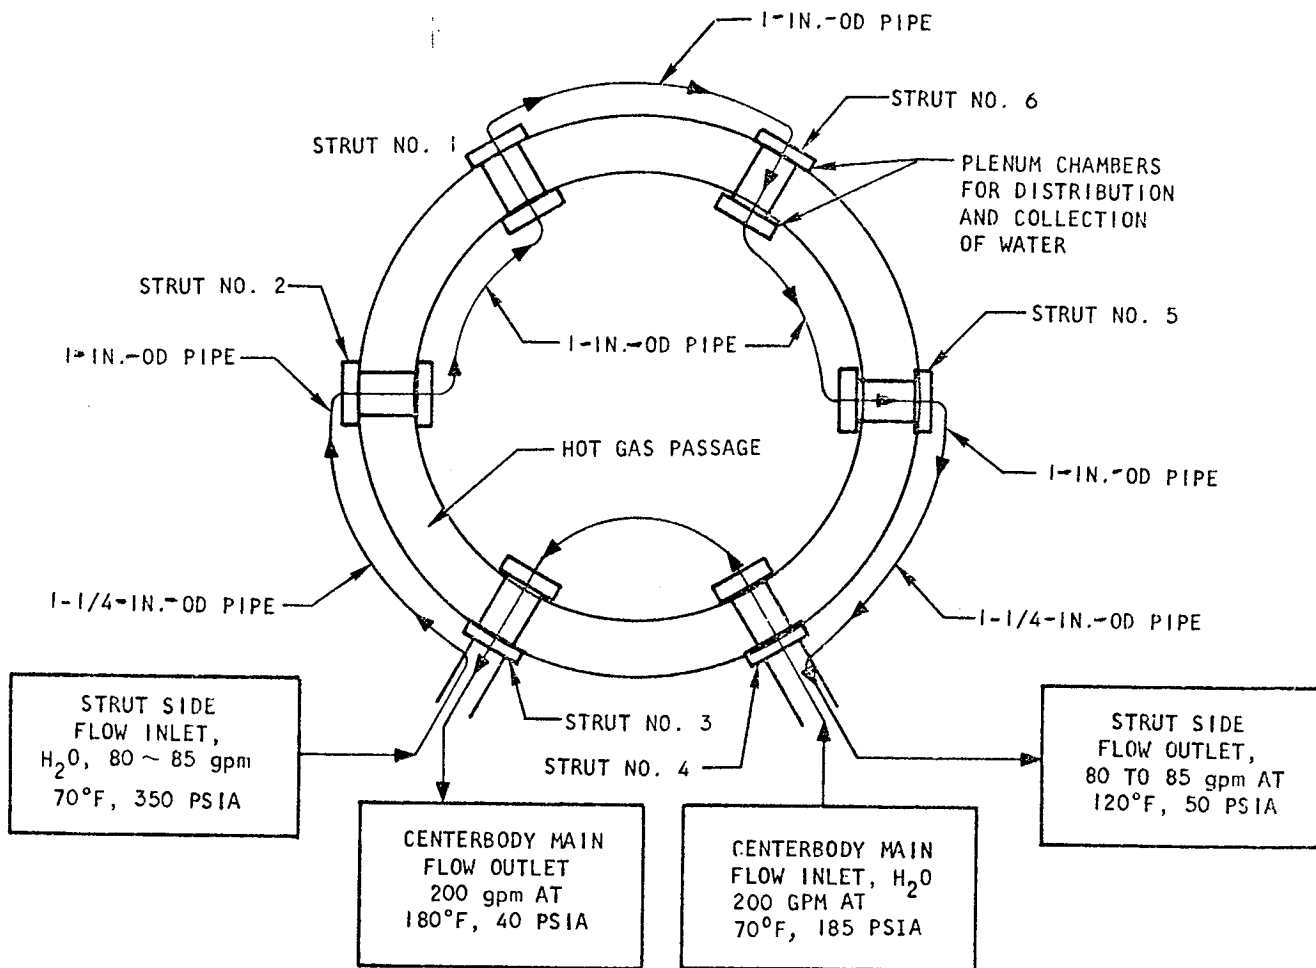 1-IN.-OD PIPE
STRUT NO. 6
STRUT NO. 1
PLENUM CHAMBERS
FOR DISTRIBUTION
AND COLLECTION
OF WATER
STRUT NO. 2
STRUT NO. 5
1-IN.-OD PIPE
1-IN.-OD PIPE
HOT GAS PASSAGE
1-IN.-OD PIPE
1-1/4-IN.-OD PIPE
1-1/4-IN.-OD PIPE
STRUT SIDE
FLOW INLET,
H₂O, 80 ~ 85 gpm
70°F, 350 PSIA
STRUT NO. 3
STRUT NO. 4
STRUT SIDE
FLOW OUTLET,
80 TO 85 gpm AT
120°F, 50 PSIA
CENTERBODY MAIN
FLOW OUTLET
200 gpm AT
180°F, 40 PSIA
CENTERBODY MAIN
FLOW INLET, H₂O
200 GPM AT
70°F, 185 PSIA